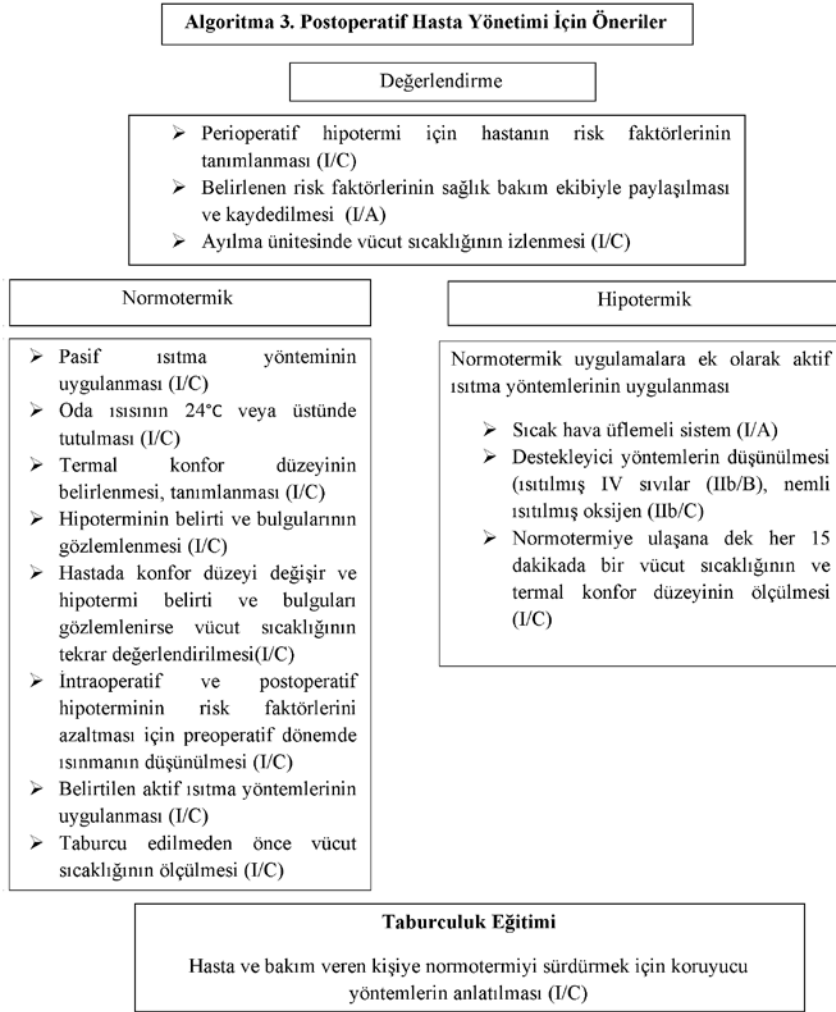 Algoritma 3. Postoperatif Hasta Yönetimi İçin Öneriler
Değerlendirme
➢ Perioperatif hipotermi için hastanın risk faktörlerinin
tanımlanması (I/C)
➢ Belirlenen risk faktörlerinin sağlık bakım ekibiyle paylaşılması
ve kaydedilmesi (I/A)
➢ Ayılma ünitesinde vücut sıcaklığının izlenmesi (I/C)
Normotermik
➢ Pasif ısıtma yönteminin
uygulanması (I/C)
➢ Oda ısısının 24°C veya üstünde
tutulması (I/C)
➢ Termal konfor düzeyinin
belirlenmesi, tanımlanması (I/C)
➢ Hipoterminin belirti ve bulgularının
gözlemlenmesi (I/C)
➢ Hastada konfor düzeyi değişir ve
hipotermi belirti ve bulguları
gözlemlenirse vücut sıcaklığının
tekrar değerlendirilmesi(I/C)
➢ İntraoperatif ve postoperatif
hipoterminin risk faktörlerini
azaltması için preoperatif dönemde
ısınmanın düşünülmesi (I/C)
➢ Belirtilen aktif ısıtma yöntemlerinin
uygulanması (I/C)
➢ Taburcu edilmeden önce vücut
sıcaklığının ölçülmesi (I/C)
Hipotermik
Normotermik uygulamalara ek olarak aktif
ısıtma yöntemlerinin uygulanması
➢ Sıcak hava üflemeli sistem (I/A)
➢ Destekleyici yöntemlerin düşünülmesi
(ısıtılmış IV sıvılar (IIb/B), nemli
ısıtılmış oksijen (IIb/C)
➢ Normotermiye ulaşana dek her 15
dakikada bir vücut sıcaklığının ve
termal konfor düzeyinin ölçülmesi
(I/C)
Taburculuk Eğitimi
Hasta ve bakım veren kişiye normotermiyi sürdürmek için koruyucu
yöntemlerin anlatılması (I/C)